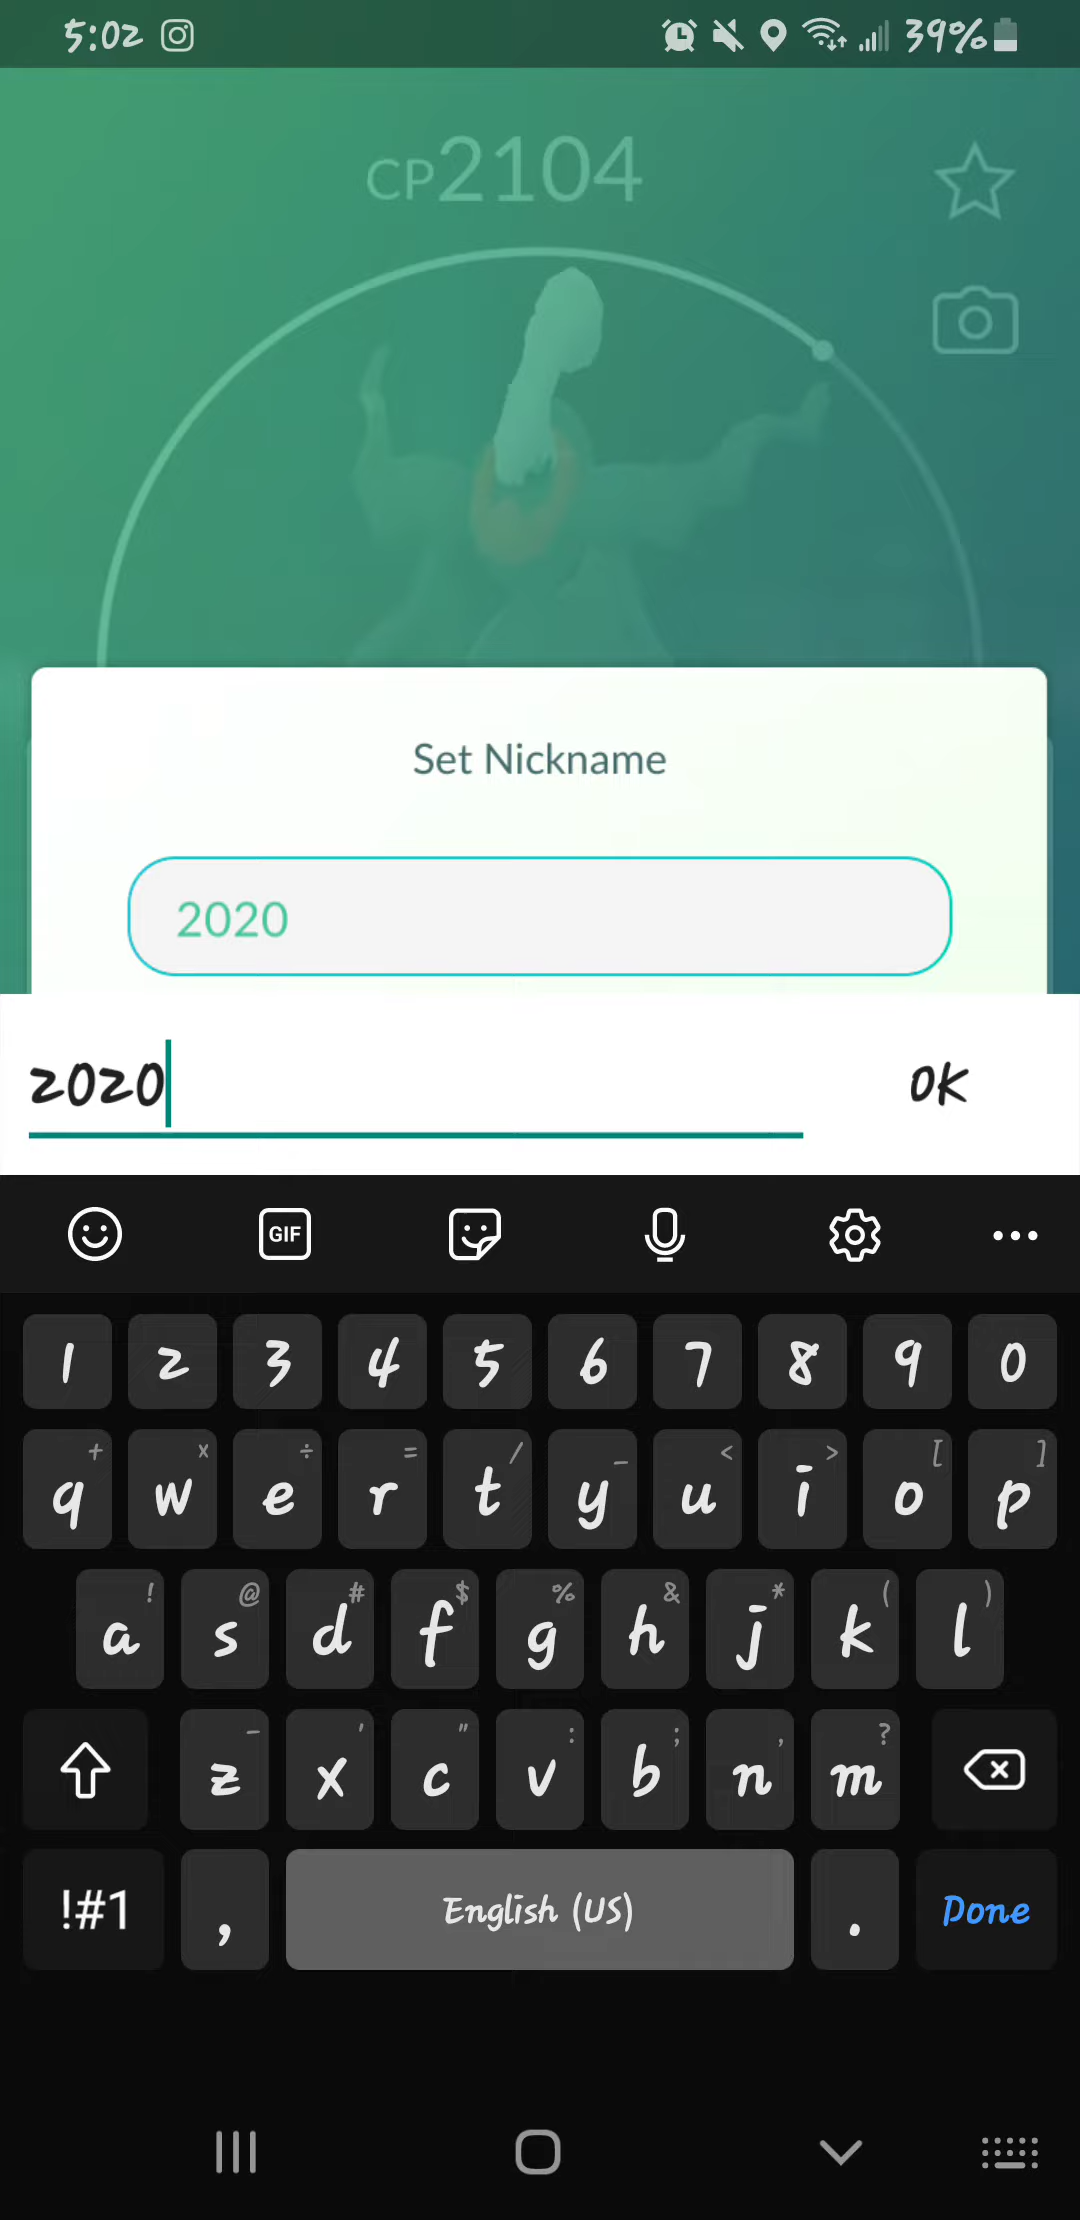 5:02 39%
CP2104
Set Nickname
2020
2020 OK
GIF
1 2 3 4 5 6 7 8 9 0
+ × ÷ = / _ < > [ ]
q w e r t y u i o p
! @ # $ % & * ( )
a s d f g h j k l
- ' " : ; , ?
z x c v b n m
!#1 , English (US) . Done